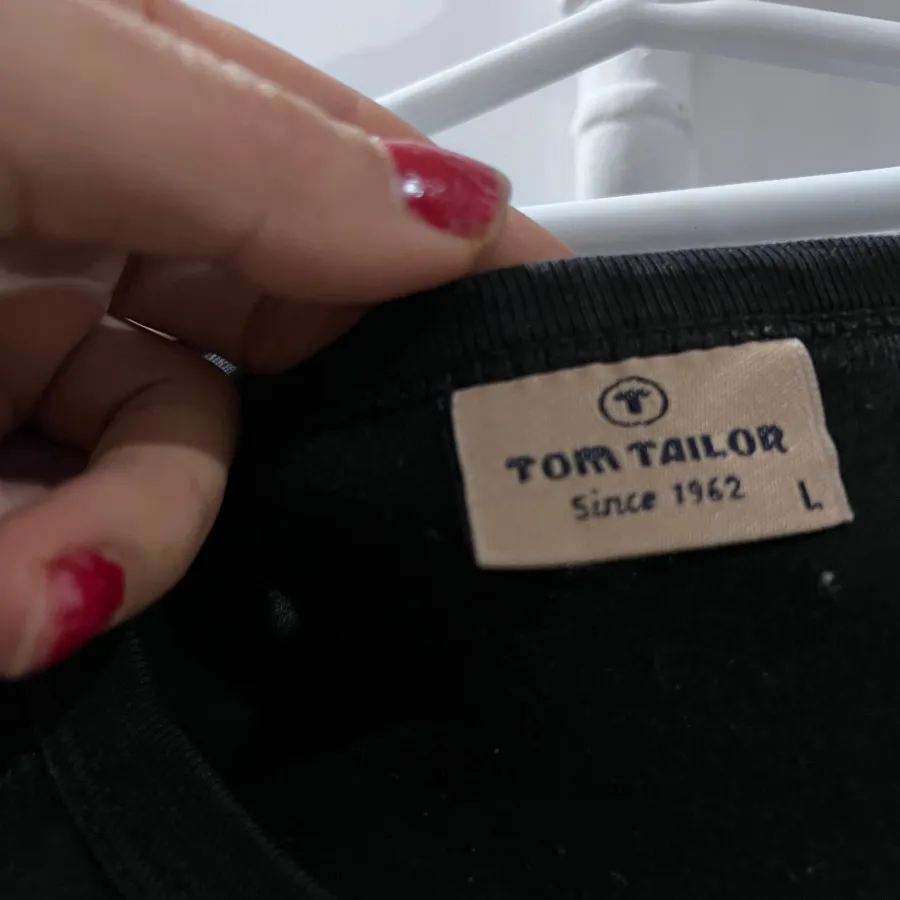 TOM TAILOR
Since 1962
L